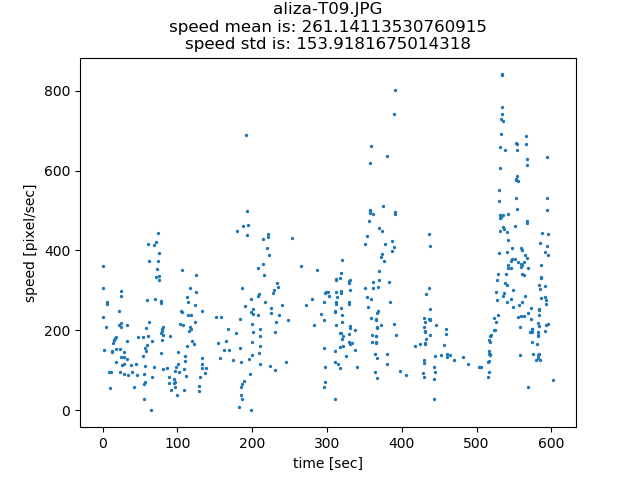 aliza-T09.JPG
speed mean is: 261.14113530760915
speed std is: 153.9181675014318
800
600
400
200
0
speed [pixel/sec]
0 100 200 300 400 500 600
time [sec]